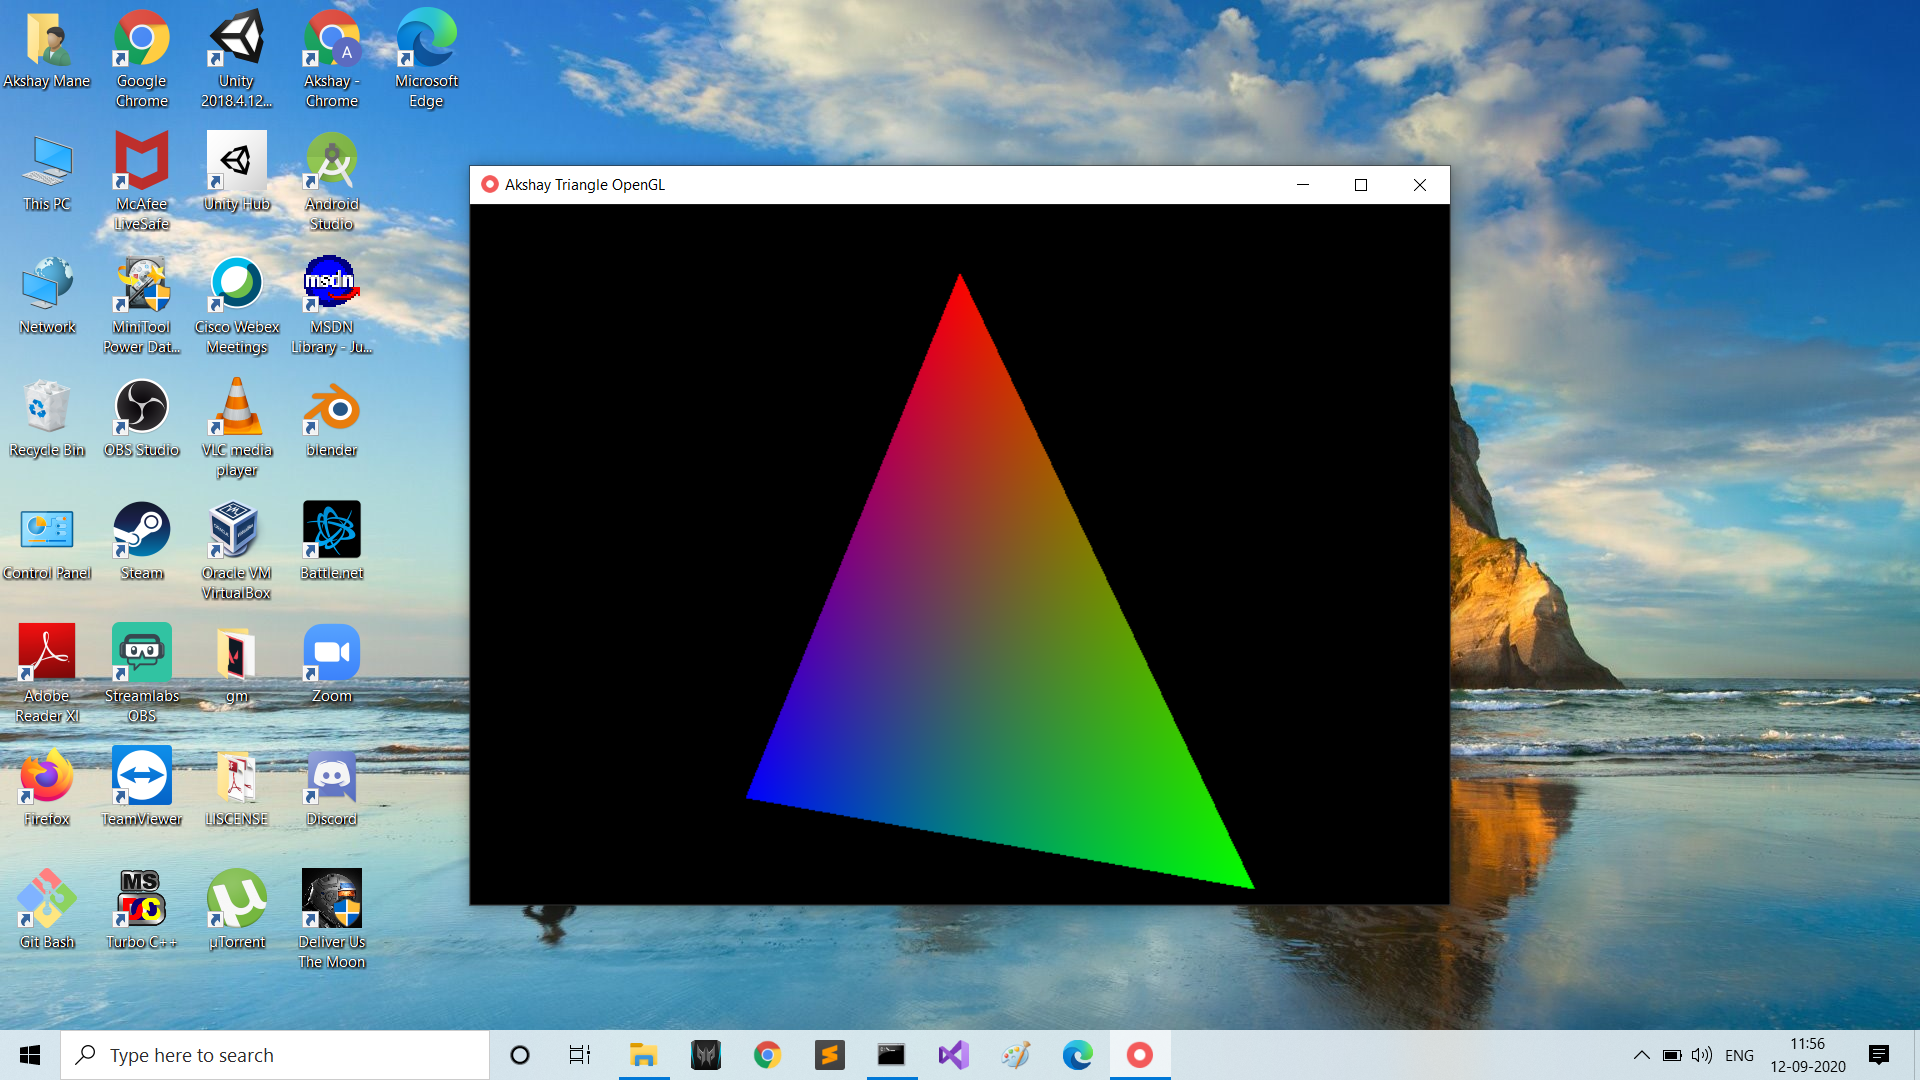 Akshay Mane
Google
Chrome
Unity
2018.4.12...
A
Akshay -
Chrome
Microsoft
Edge
This PC
McAfee
LiveSafe
Unity Hub
Android
Studio
Network
MiniTool
Power Dat...
Cisco Webex
Meetings
msdn
MSDN
Library - Ju...
Recycle Bin
OBS Studio
VLC media
player
blender
Control Panel
Steam
Oracle VM
VirtualBox
Battle.net
Adobe
Reader XI
Streamlabs
OBS
gm
Zoom
Firefox
TeamViewer
LISCENSE
Discord
Git Bash
MS
Turbo C++
µTorrent
Deliver Us
The Moon
Akshay Triangle OpenGL
Type here to search
ENG
11:56
12-09-2020